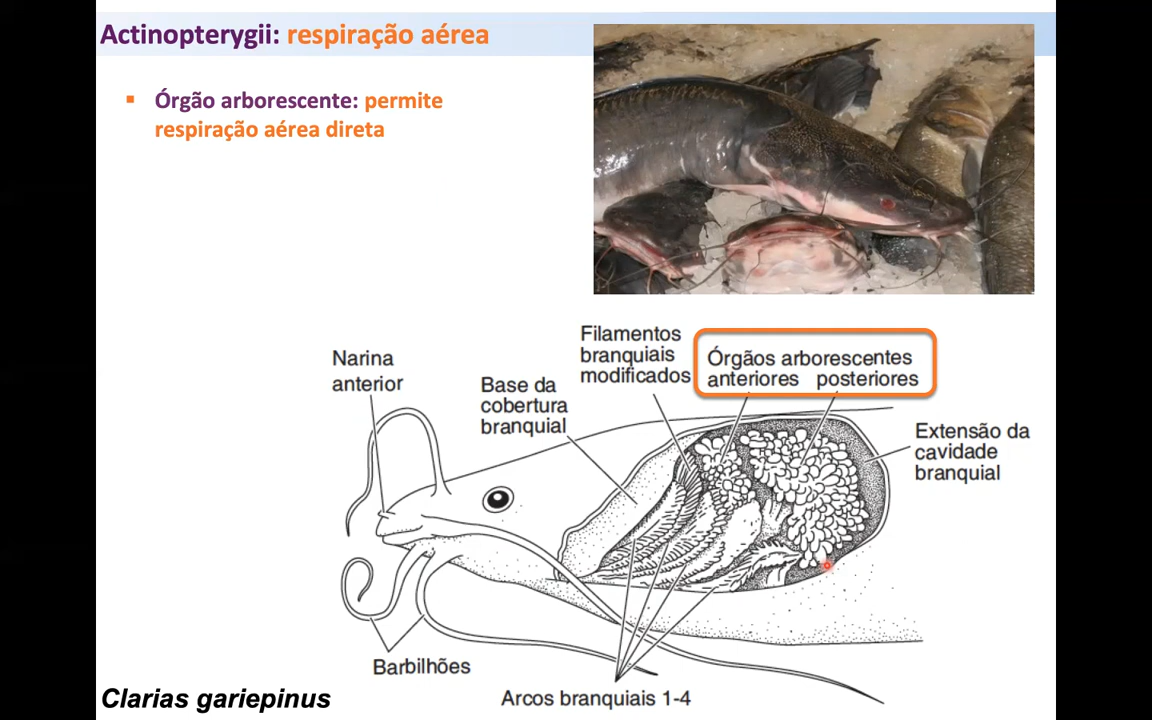 Actinopterygii: respiração aérea
▪ Órgão arborescente: permite
respiração aérea direta
Narina
anterior
Base da
cobertura
branquial
Filamentos
branquiais
modificados
Órgãos arborescentes
anteriores posteriores
Extensão da
cavidade
branquial
Barbilhões
Arcos branquiais 1-4
Clarias gariepinus